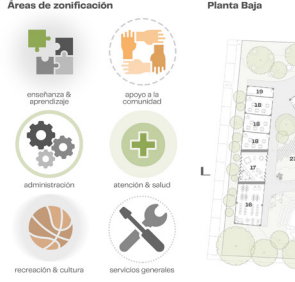 Áreas de zonificación
Planta Baja
enseñanza &
aprendizaje
apoyo a la
comunidad
administración
atención & salud
recreación & cultura
servicios generales
19
18
18
18
17
16